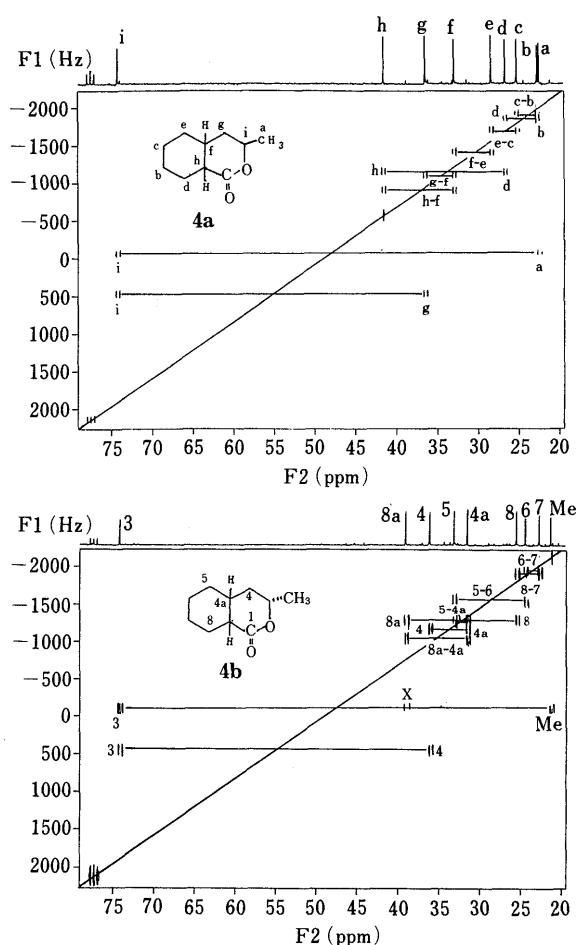 i h g f e d c b a
F1 (Hz)
-2000
-1500
-1000
-500
0
500
1000
1500
2000
c-b
d
b
e-c
f-e
h
g-f
d
h-f
i
a
i
g
e H g a
c f i CH3
b h O
d H C
O
4a
75 70 65 60 55 50 45 40 35 30 25 20
F2 (ppm)
3 8a 4 5 4a 8 6 7 Me
F1 (Hz)
-2000
-1500
-1000
-500
0
500
1000
1500
2000
6-7
8-7
5-6
5-4a
8a
8
4
4a
8a-4a
X
3
Me
3
4
5 H 4
4a CH3
1
8 C O
H O
4b
75 70 65 60 55 50 45 40 35 30 25 20
F2 (ppm)